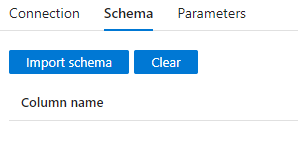 Connection Schema Parameters
Import schema Clear
Column name